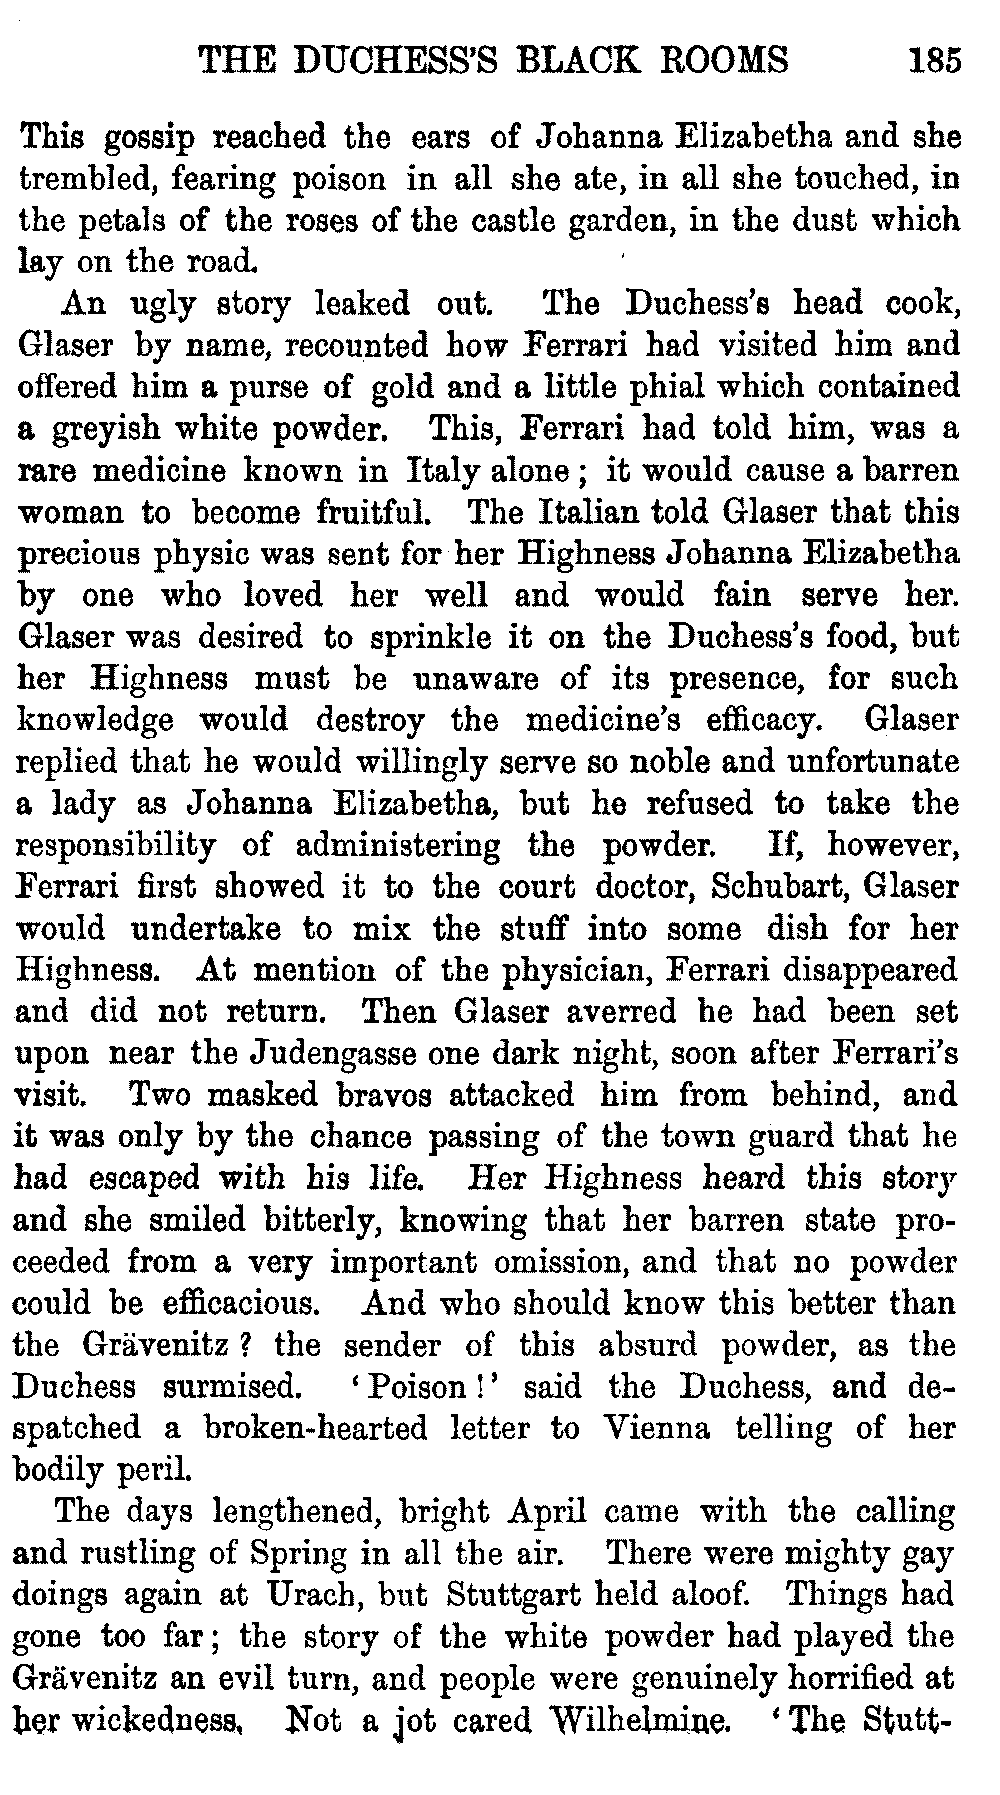 THE DUCHESS'S BLACK ROOMS 185
This gossip reached the ears of Johanna Elizabetha and she
trembled, fearing poison in all she ate, in all she touched, in
the petals of the roses of the castle garden, in the dust which
lay on the road.
An ugly story leaked out. The Duchess's head cook,
Glaser by name, recounted how Ferrari had visited him and
offered him a purse of gold and a little phial which contained
a greyish white powder. This, Ferrari had told him, was a
rare medicine known in Italy alone; it would cause a barren
woman to become fruitful. The Italian told Glaser that this
precious physic was sent for her Highness Johanna Elizabetha
by one who loved her well and would fain serve her.
Glaser was desired to sprinkle it on the Duchess's food, but
her Highness must be unaware of its presence, for such
knowledge would destroy the medicine's efficacy. Glaser
replied that he would willingly serve so noble and unfortunate
a lady as Johanna Elizabetha, but he refused to take the
responsibility of administering the powder. If, however,
Ferrari first showed it to the court doctor, Schubart, Glaser
would undertake to mix the stuff into some dish for her
Highness. At mention of the physician, Ferrari disappeared
and did not return. Then Glaser averred he had been set
upon near the Judengasse one dark night, soon after Ferrari's
visit. Two masked bravos attacked him from behind, and
it was only by the chance passing of the town guard that he
had escaped with his life. Her Highness heard this story
and she smiled bitterly, knowing that her barren state pro-
ceeded from a very important omission, and that no powder
could be efficacious. And who should know this better than
the Grävenitz? the sender of this absurd powder, as the
Duchess surmised. 'Poison!' said the Duchess, and de-
spatched a broken-hearted letter to Vienna telling of her
bodily peril.
The days lengthened, bright April came with the calling
and rustling of Spring in all the air. There were mighty gay
doings again at Urach, but Stuttgart held aloof. Things had
gone too far; the story of the white powder had played the
Grävenitz an evil turn, and people were genuinely horrified at
her wickedness. Not a jot cared Wilhelmine. 'The Stutt-